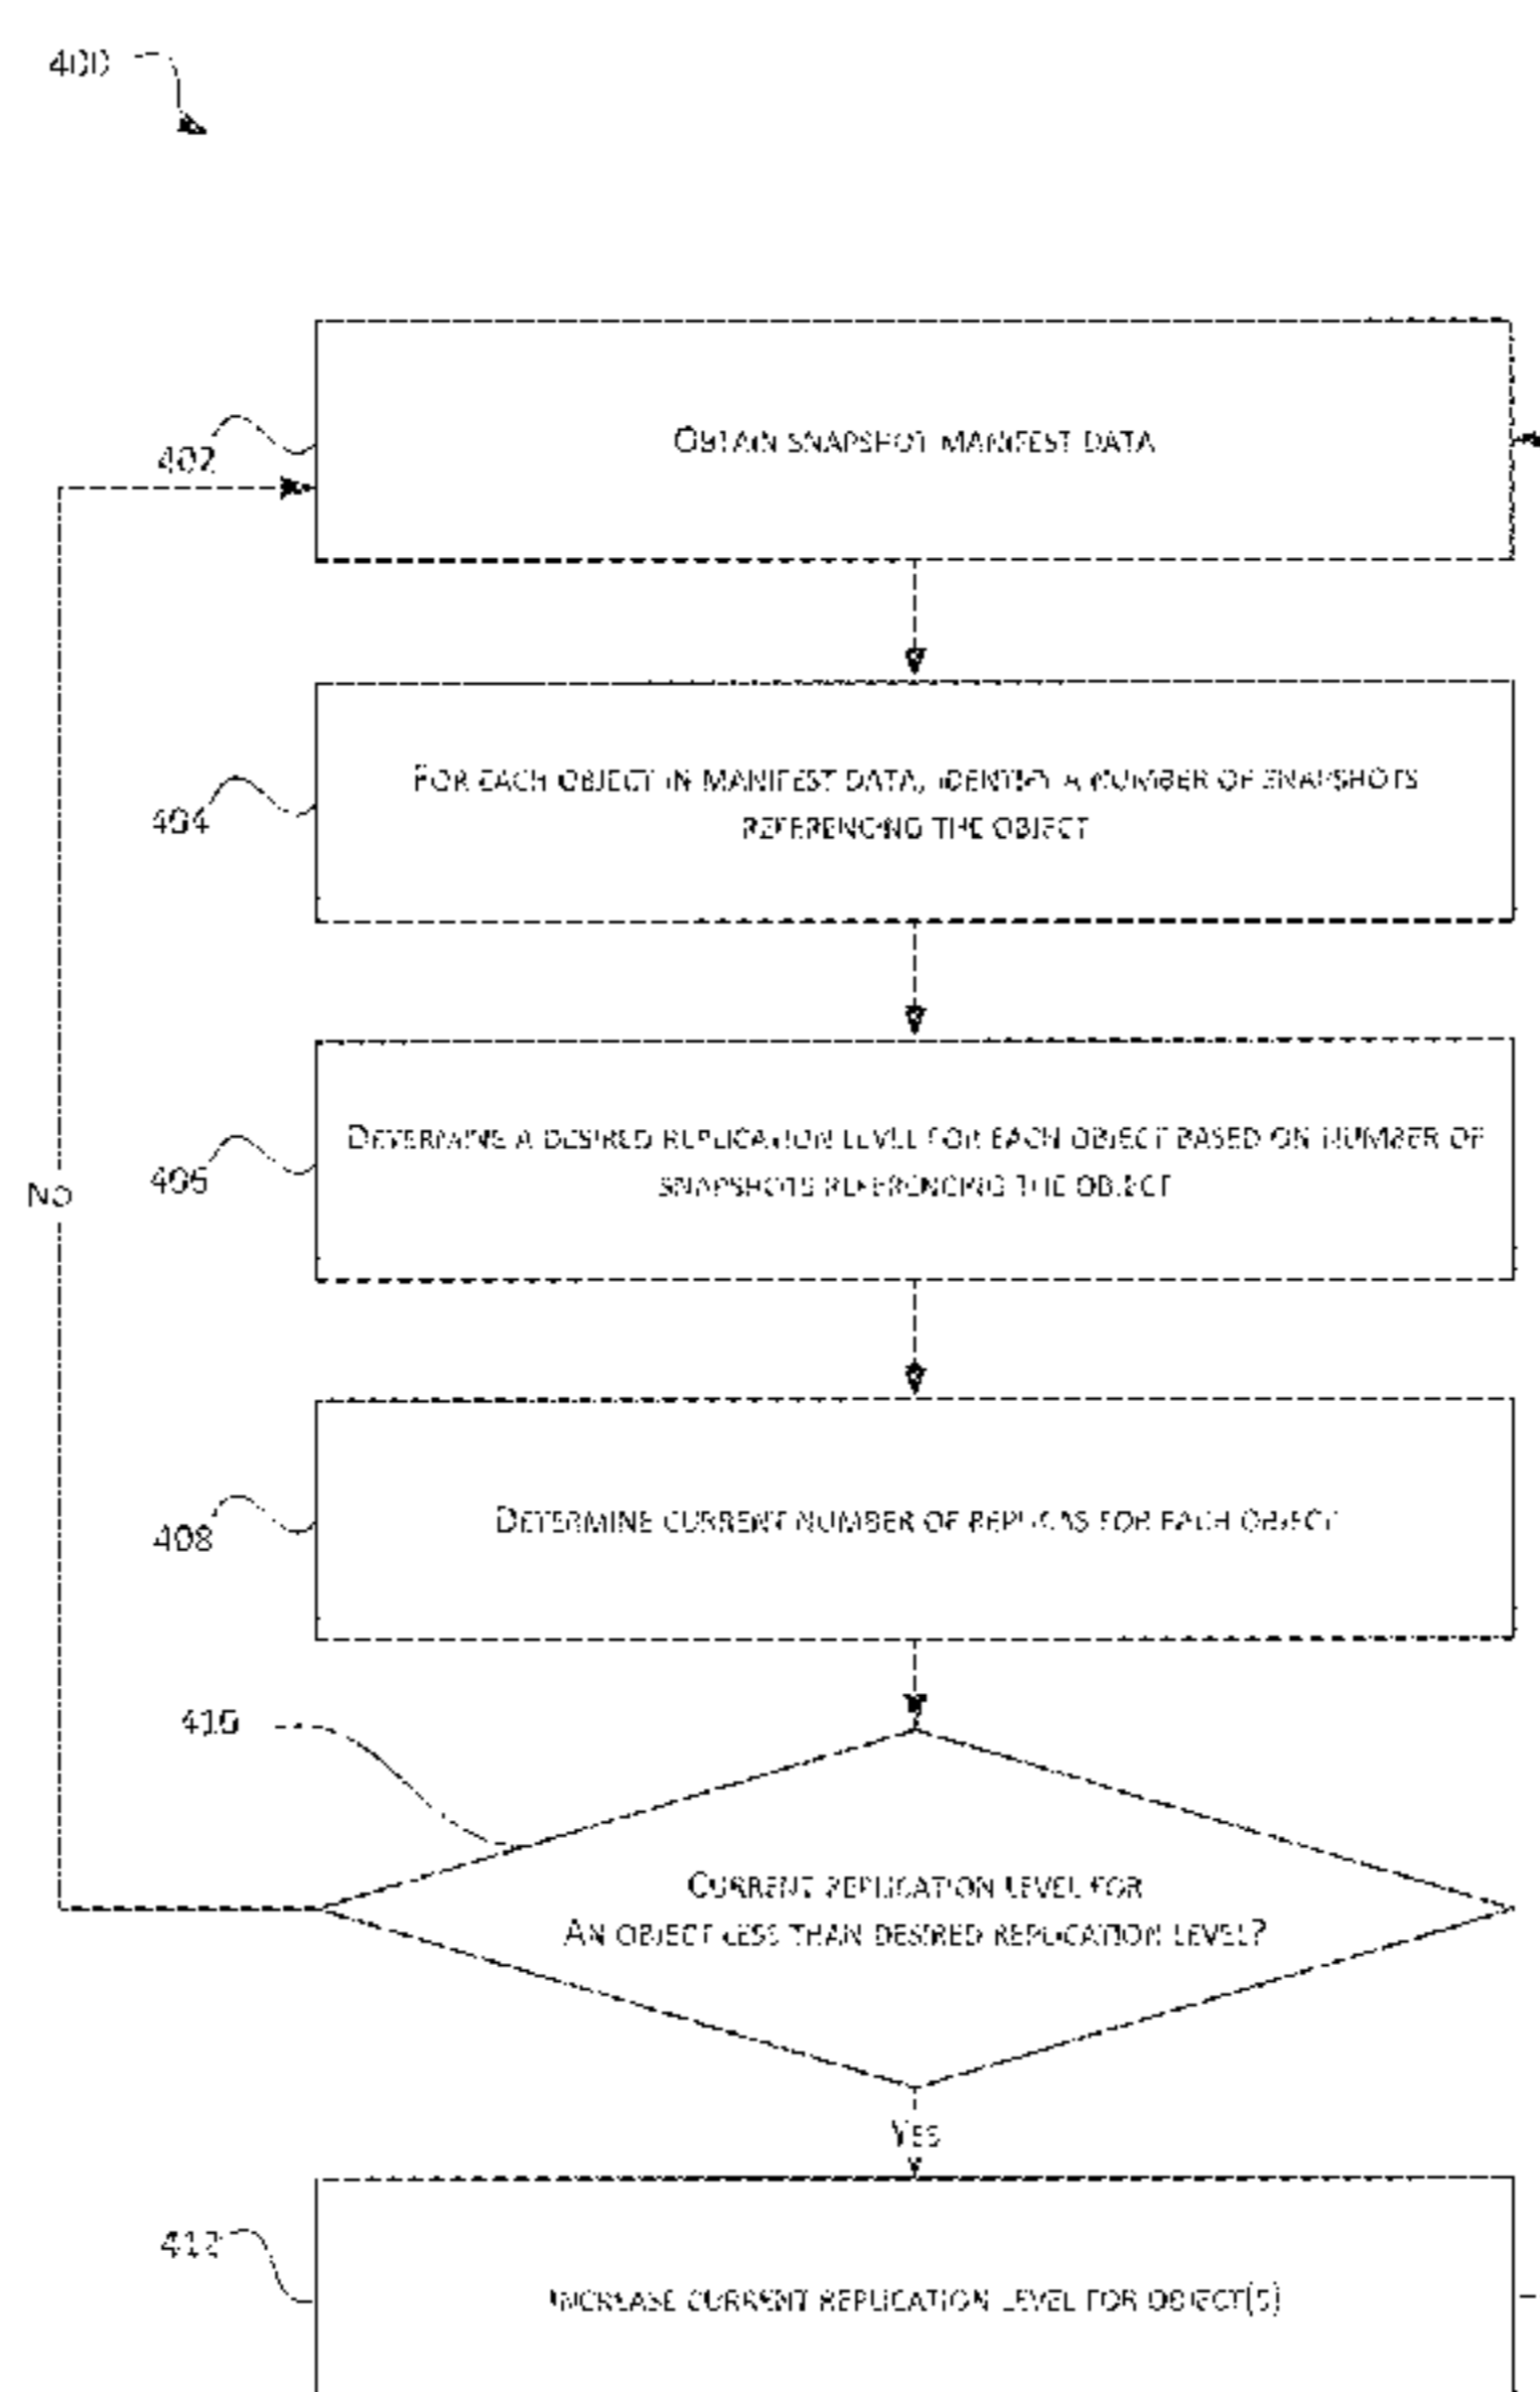 400
402
OBTAIN SNAPSHOT MANIFEST DATA
404
FOR EACH OBJECT IN MANIFEST DATA, IDENTIFY A NUMBER OF SNAPSHOTS
REFERENCING THE OBJECT
406
DETERMINE A DESIRED REPLICATION LEVEL FOR EACH OBJECT BASED ON NUMBER OF
SNAPSHOTS REFERENCING THE OBJECT
NO
408
DETERMINE CURRENT NUMBER OF REPLICAS FOR EACH OBJECT
410
CURRENT REPLICATION LEVEL FOR
AN OBJECT LESS THAN DESIRED REPLICATION LEVEL?
YES
412
INCREASE CURRENT REPLICATION LEVEL FOR OBJECT(S)